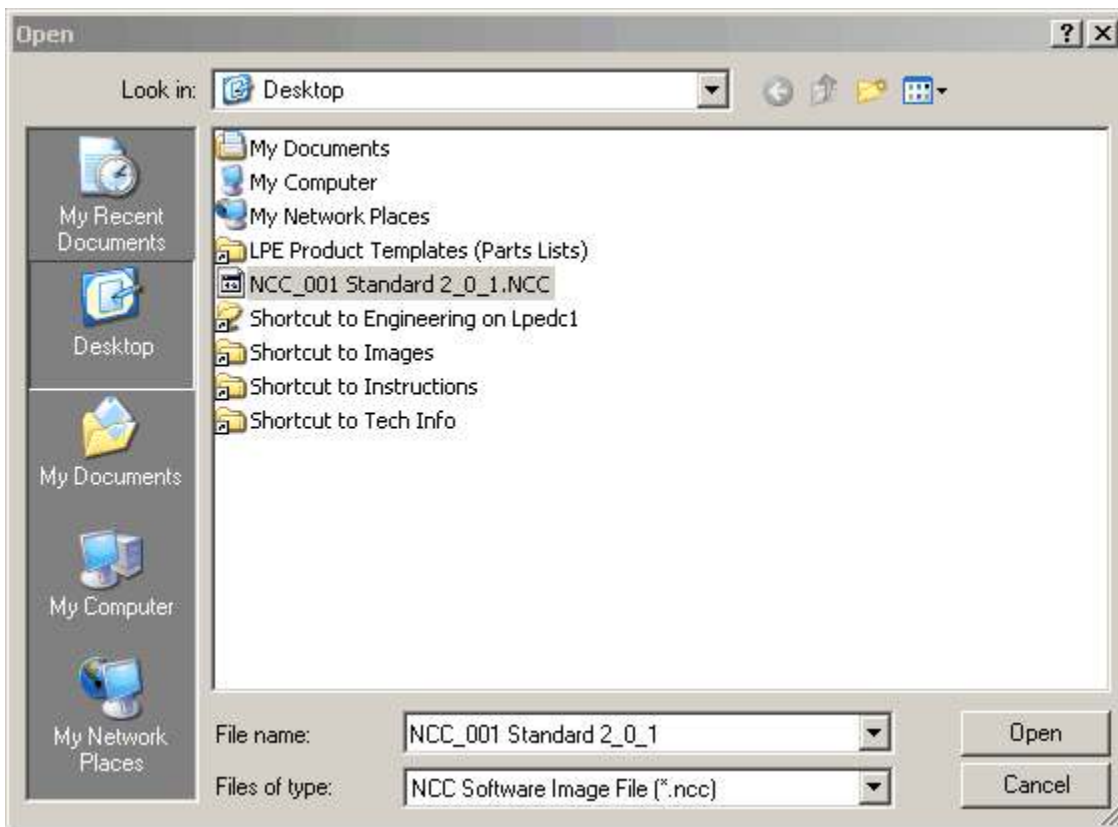 Open
Look in:
Desktop
My Recent
Documents
Desktop
My Documents
My Computer
My Network
Places
My Documents
My Computer
My Network Places
LPE Product Templates (Parts Lists)
NCC_001 Standard 2_0_1.NCC
Shortcut to Engineering on Lpedc1
Shortcut to Images
Shortcut to Instructions
Shortcut to Tech Info
File name:
NCC_001 Standard 2_0_1
Open
Files of type:
NCC Software Image File (*.ncc)
Cancel